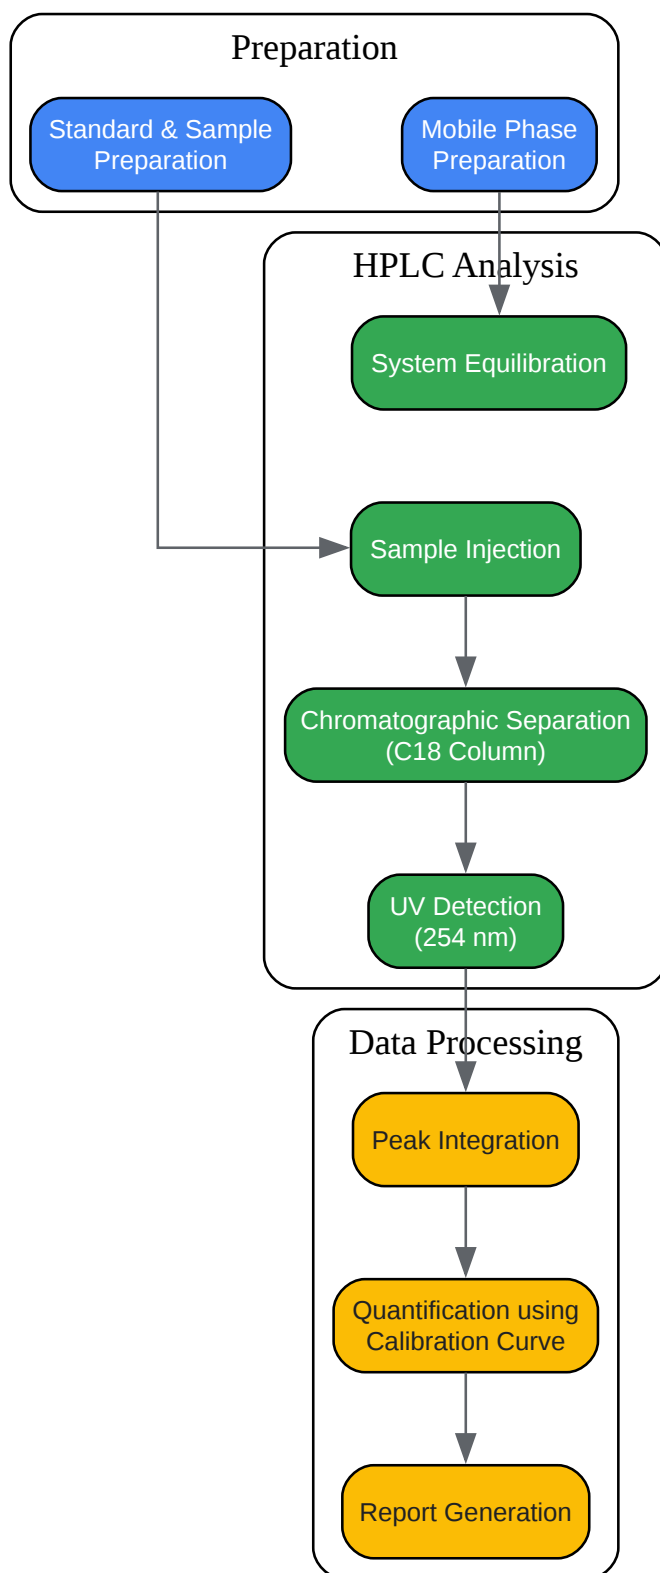 Preparation
Standard & Sample
Preparation
Mobile Phase
Preparation
HPLC Analysis
System Equilibration
Sample Injection
Chromatographic Separation
(C18 Column)
UV Detection
(254 nm)
Data Processing
Peak Integration
Quantification using
Calibration Curve
Report Generation